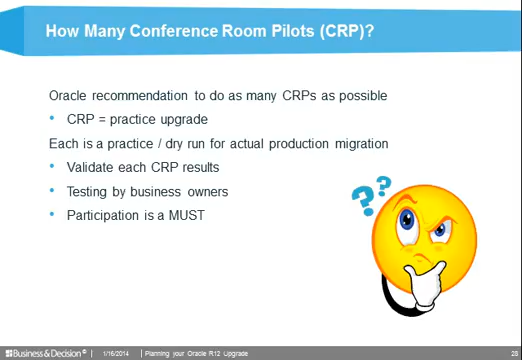 How Many Conference Room Pilots (CRP)?
Oracle recommendation to do as many CRPs as possible
• CRP = practice upgrade
Each is a practice / dry run for actual production migration
• Validate each CRP results
• Testing by business owners
• Participation is a MUST
? ? ?
Business & Decision © | 1/16/2014 | Planning your Oracle R12 Upgrade 28